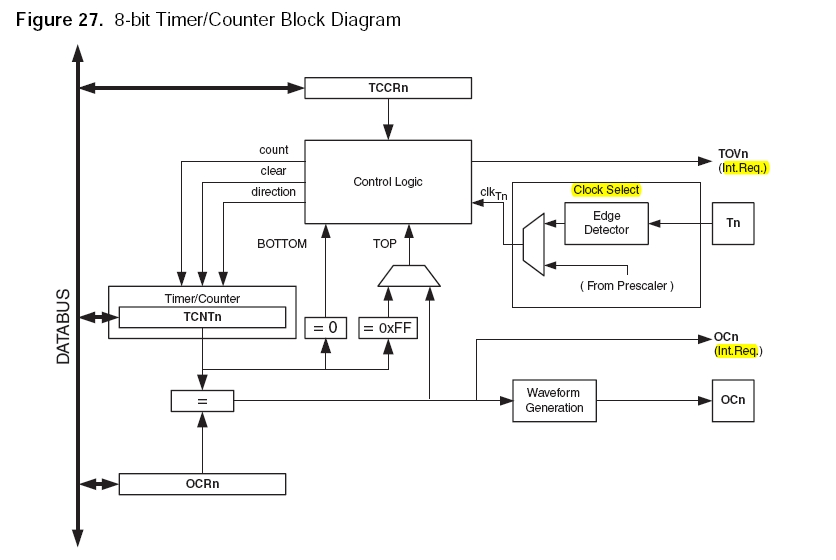 Figure 27. 8-bit Timer/Counter Block Diagram
TCCRn
count
clear
direction
Control Logic
TOVn
(Int.Req.)
clkTn
Clock Select
Edge
Detector
Tn
( From Prescaler )
BOTTOM
TOP
DATABUS
Timer/Counter
TCNTn
= 0
= 0xFF
OCn
(Int.Req.)
=
Waveform
Generation
OCn
OCRn